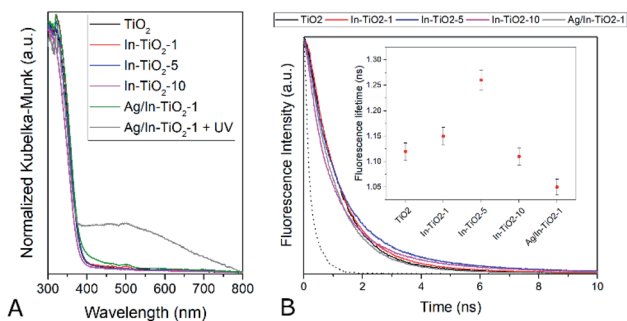 Normalized Kubelka-Munk (a.u.)
TiO₂
In-TiO₂-1
In-TiO₂-5
In-TiO₂-10
Ag/In-TiO₂-1
Ag/In-TiO₂-1 + UV
300 400 500 600 700 800
Wavelength (nm)
A
TiO2 In-TiO2-1 In-TiO2-5 In-TiO2-10 Ag/In-TiO2-1
Fluorescence Intensity (a.u.)
Fluorescence lifetime (ns)
1.30
1.25
1.20
1.15
1.10
1.05
TiO2 In-TiO2-1 In-TiO2-5 In-TiO2-10 Ag/In-TiO2-1
0 2 4 6 8 10
Time (ns)
B